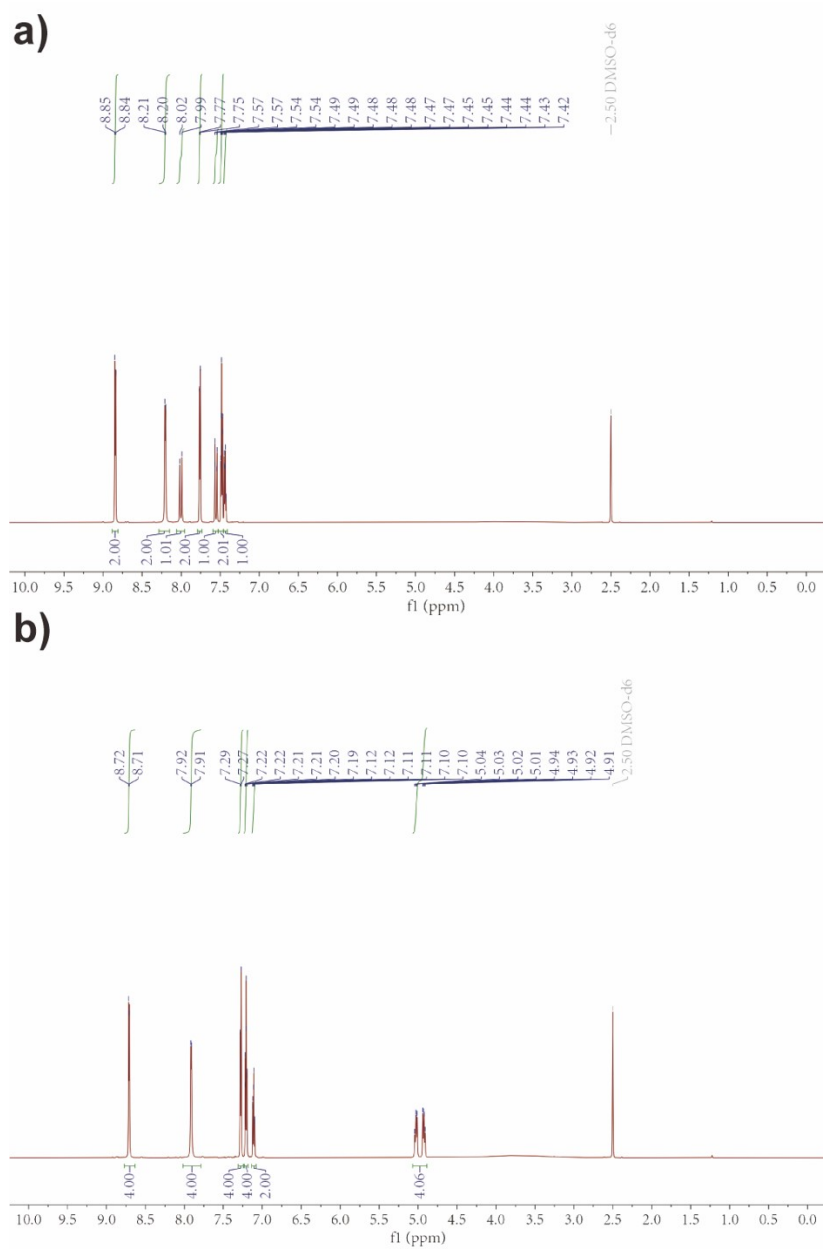 a)
8.85 8.84 8.21 8.20 8.02 7.99 7.77 7.75 7.57 7.57 7.54 7.54 7.49 7.49 7.48 7.48 7.48 7.47 7.47 7.45 7.45 7.44 7.44 7.43 7.42 −2.50 DMSO-d6
2.00 2.00 1.01 2.00 1.00 2.01 1.00
10.0 9.5 9.0 8.5 8.0 7.5 7.0 6.5 6.0 5.5 5.0 4.5 4.0 3.5 3.0 2.5 2.0 1.5 1.0 0.5 0.0
f1 (ppm)
b)
8.72 8.71 7.92 7.91 7.29 7.27 7.22 7.22 7.21 7.21 7.20 7.19 7.12 7.12 7.11 7.11 7.10 7.10 5.04 5.03 5.02 5.01 4.94 4.93 4.92 4.91 2.50 DMSO-d6
4.00 4.00 4.00 4.00 2.00 4.06
10.0 9.5 9.0 8.5 8.0 7.5 7.0 6.5 6.0 5.5 5.0 4.5 4.0 3.5 3.0 2.5 2.0 1.5 1.0 0.5 0.0
f1 (ppm)